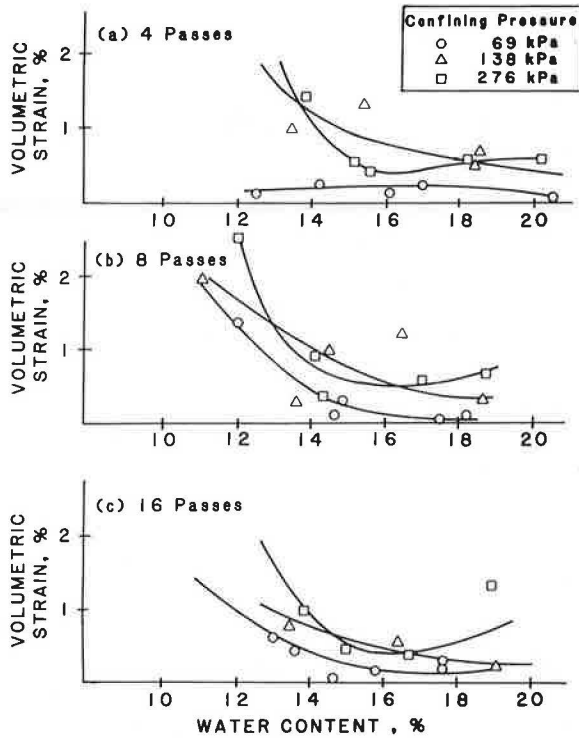 Confining Pressure
69 kPa
138 kPa
276 kPa
(a) 4 Passes
VOLUMETRIC
STRAIN, %
2
1
10 12 14 16 18 20
(b) 8 Passes
VOLUMETRIC
STRAIN, %
2
1
10 12 14 16 18 20
(c) 16 Passes
VOLUMETRIC
STRAIN, %
2
1
10 12 14 16 18 20
WATER CONTENT , %